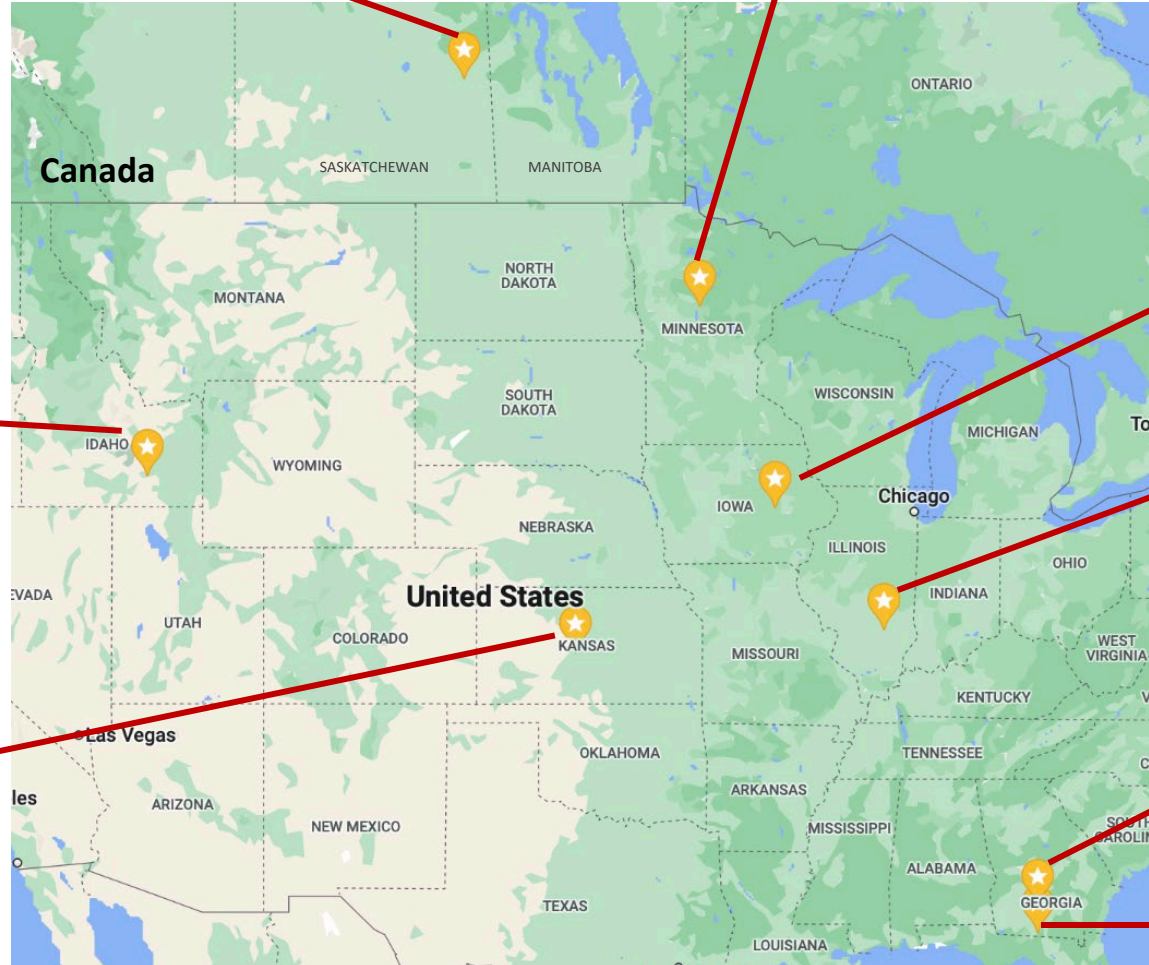 ONTARIO
Canada
SASKATCHEWAN
MANITOBA
NORTH
DAKOTA
MONTANA
MINNESOTA
SOUTH
DAKOTA
WISCONSIN
MICHIGAN
To
IDAHO
WYOMING
IOWA
Chicago
NEBRASKA
ILLINOIS
OHIO
EVADA
United States
INDIANA
UTAH
COLORADO
KANSAS
MISSOURI
WEST
VIRGINIA
KENTUCKY
V
Las Vegas
OKLAHOMA
TENNESSEE
C
les
ARIZONA
ARKANSAS
NEW MEXICO
MISSISSIPPI
SOUTH
CAROLIN
ALABAMA
TEXAS
GEORGIA
LOUISIANA